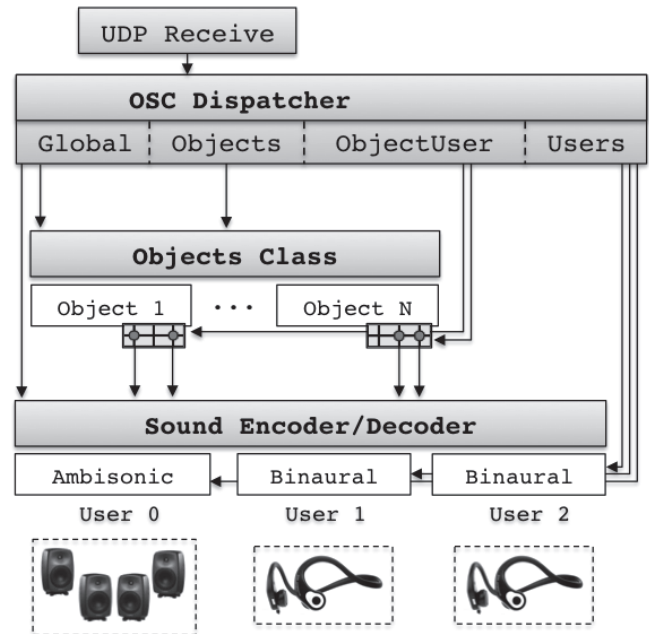 UDP Receive
OSC Dispatcher
Global Objects ObjectUser Users
Objects Class
Object 1 ... Object N
Sound Encoder/Decoder
Ambisonic Binaural Binaural
User 0 User 1 User 2